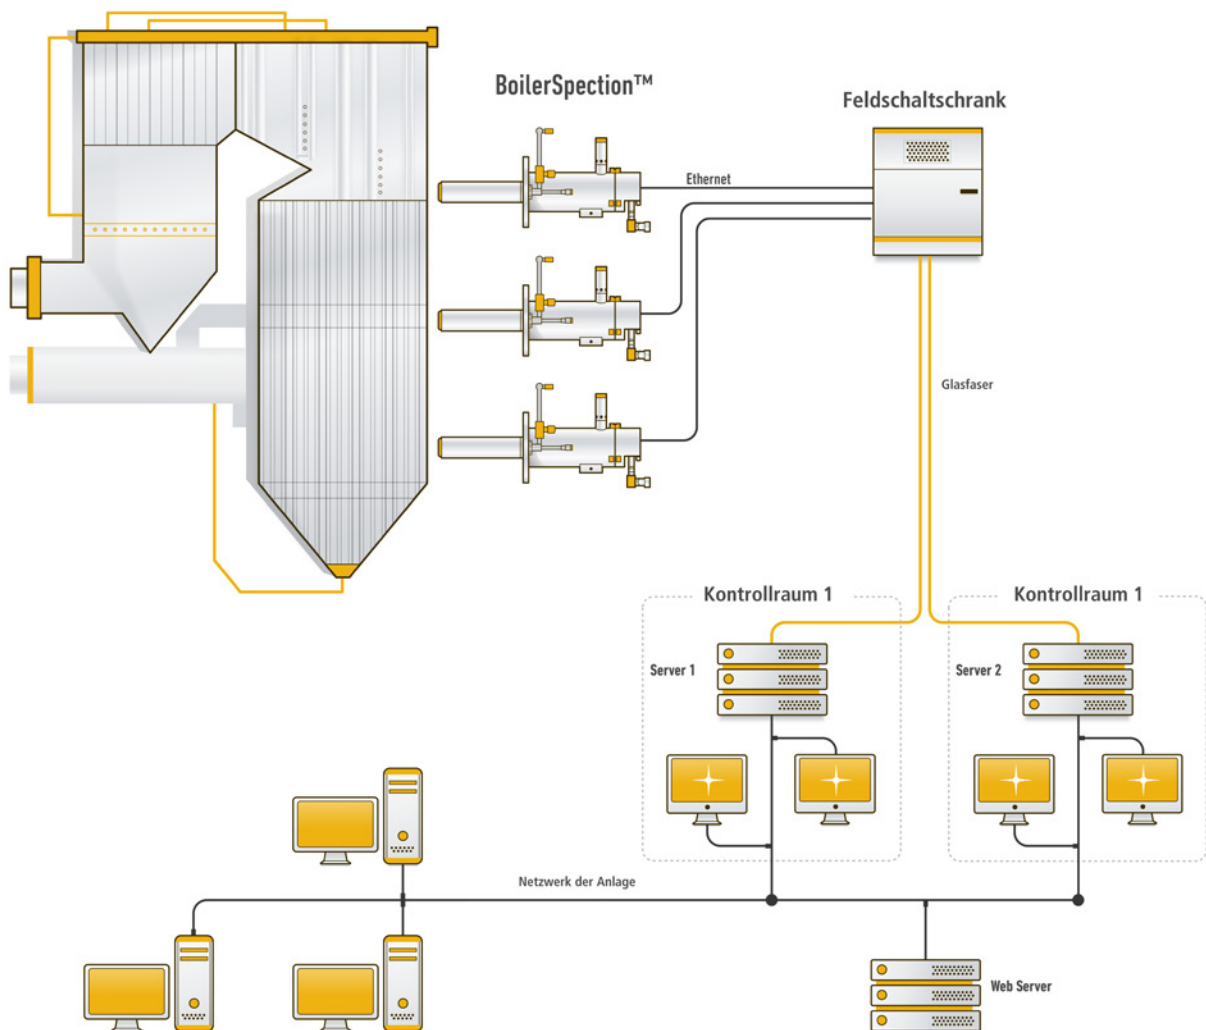 BoilerSpection™
Feldschaltschrank
Ethernet
Glasfaser
Kontrollraum 1
Kontrollraum 1
Server 1
Server 2
Netzwerk der Anlage
Web Server